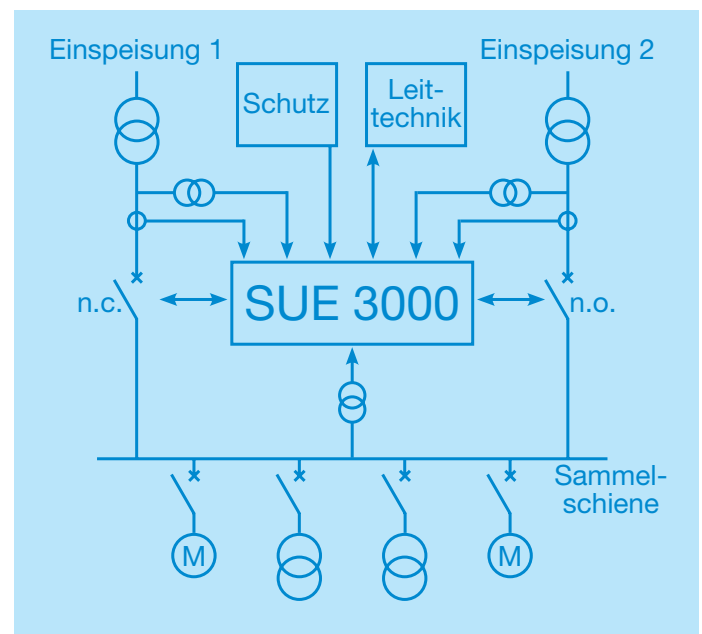 Einspeisung 1
Einspeisung 2
Schutz
Leit-
technik
n.c.
SUE 3000
n.o.
Sammel-
schiene
M
M